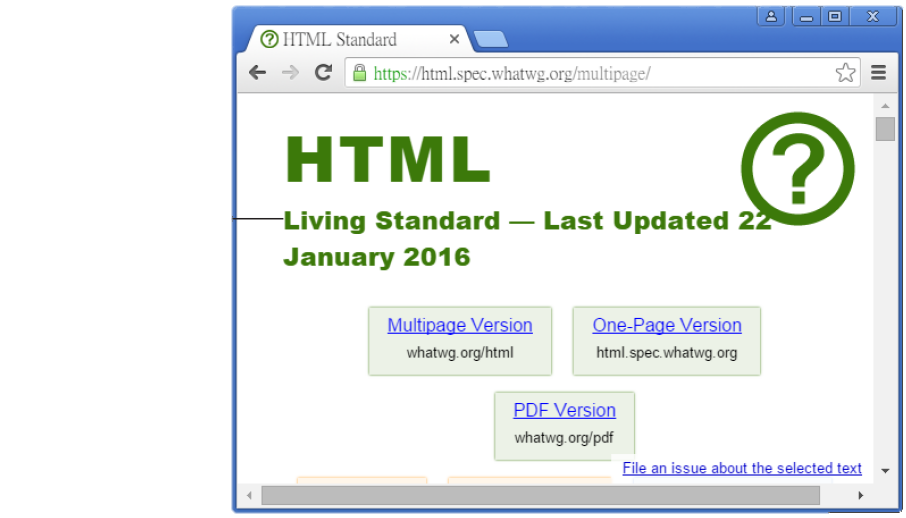 HTML Standard
https://html.spec.whatwg.org/multipage/
HTML
Living Standard — Last Updated 22
January 2016
Multipage Version
whatwg.org/html
One-Page Version
html.spec.whatwg.org
PDF Version
whatwg.org/pdf
File an issue about the selected text